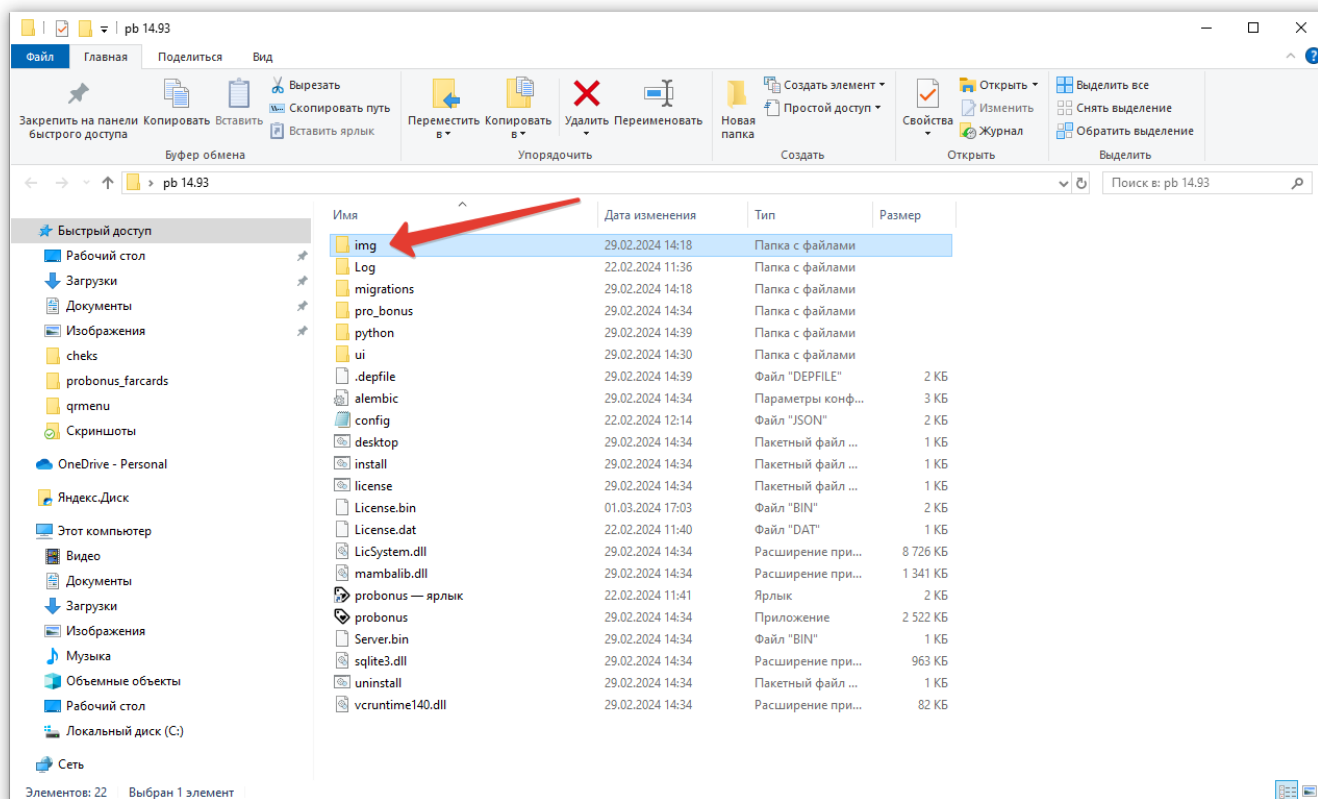 pb 14.93
Файл Главная Поделиться Вид
Закрепить на панели быстрого доступа
Копировать
Вставить
Вырезать
Скопировать путь
Вставить ярлык
Буфер обмена
Переместить в
Копировать в
Удалить
Переименовать
Упорядочить
Новая папка
Создать элемент
Простой доступ
Создать
Свойства
Открыть
Изменить
Журнал
Открыть
Выделить все
Снять выделение
Обратить выделение
Выделить
pb 14.93
Поиск в: pb 14.93
Быстрый доступ
Рабочий стол
Загрузки
Документы
Изображения
cheks
probonus_farcards
qrmenu
Скриншоты
OneDrive - Personal
Яндекс.Диск
Этот компьютер
Видео
Документы
Загрузки
Изображения
Музыка
Объемные объекты
Рабочий стол
Локальный диск (C:)
Сеть
Имя Дата изменения Тип Размер
img 29.02.2024 14:18 Папка с файлами
Log 22.02.2024 11:36 Папка с файлами
migrations 29.02.2024 14:18 Папка с файлами
pro_bonus 29.02.2024 14:34 Папка с файлами
python 29.02.2024 14:39 Папка с файлами
ui 29.02.2024 14:30 Папка с файлами
.depfile 29.02.2024 14:39 Файл "DEPFILE" 2 КБ
alembic 29.02.2024 14:34 Параметры конф... 3 КБ
config 22.02.2024 12:14 Файл "JSON" 2 КБ
desktop 29.02.2024 14:34 Пакетный файл ... 1 КБ
install 29.02.2024 14:34 Пакетный файл ... 1 КБ
license 29.02.2024 14:34 Пакетный файл ... 1 КБ
License.bin 01.03.2024 17:03 Файл "BIN" 2 КБ
License.dat 22.02.2024 11:40 Файл "DAT" 1 КБ
LicSystem.dll 29.02.2024 14:34 Расширение при... 8 726 КБ
mambalib.dll 29.02.2024 14:34 Расширение при... 1 341 КБ
probonus — ярлык 22.02.2024 11:41 Ярлык 2 КБ
probonus 29.02.2024 14:34 Приложение 2 522 КБ
Server.bin 29.02.2024 14:34 Файл "BIN" 1 КБ
sqlite3.dll 29.02.2024 14:34 Расширение при... 963 КБ
uninstall 29.02.2024 14:34 Пакетный файл ... 1 КБ
vcruntime140.dll 29.02.2024 14:34 Расширение при... 82 КБ
Элементов: 22 Выбран 1 элемент